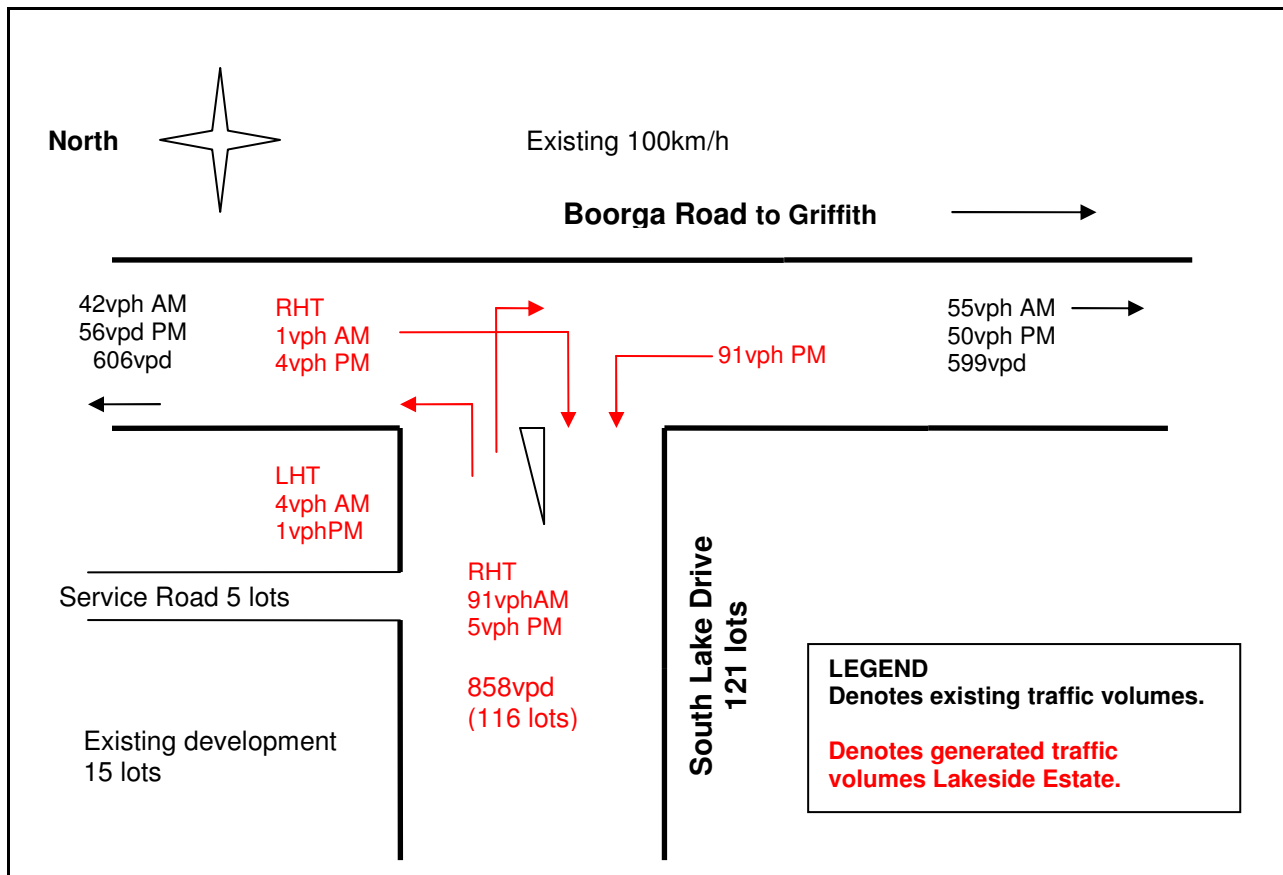 North
Existing 100km/h
Boorga Road to Griffith
42vph AM
56vpd PM
606vpd
RHT
1vph AM
4vph PM
91vph PM
55vph AM
50vph PM
599vpd
LHT
4vph AM
1vphPM
Service Road 5 lots
RHT
91vphAM
5vph PM
858vpd
(116 lots)
Existing development
15 lots
South Lake Drive
121 lots
LEGEND
Denotes existing traffic volumes.
Denotes generated traffic
volumes Lakeside Estate.